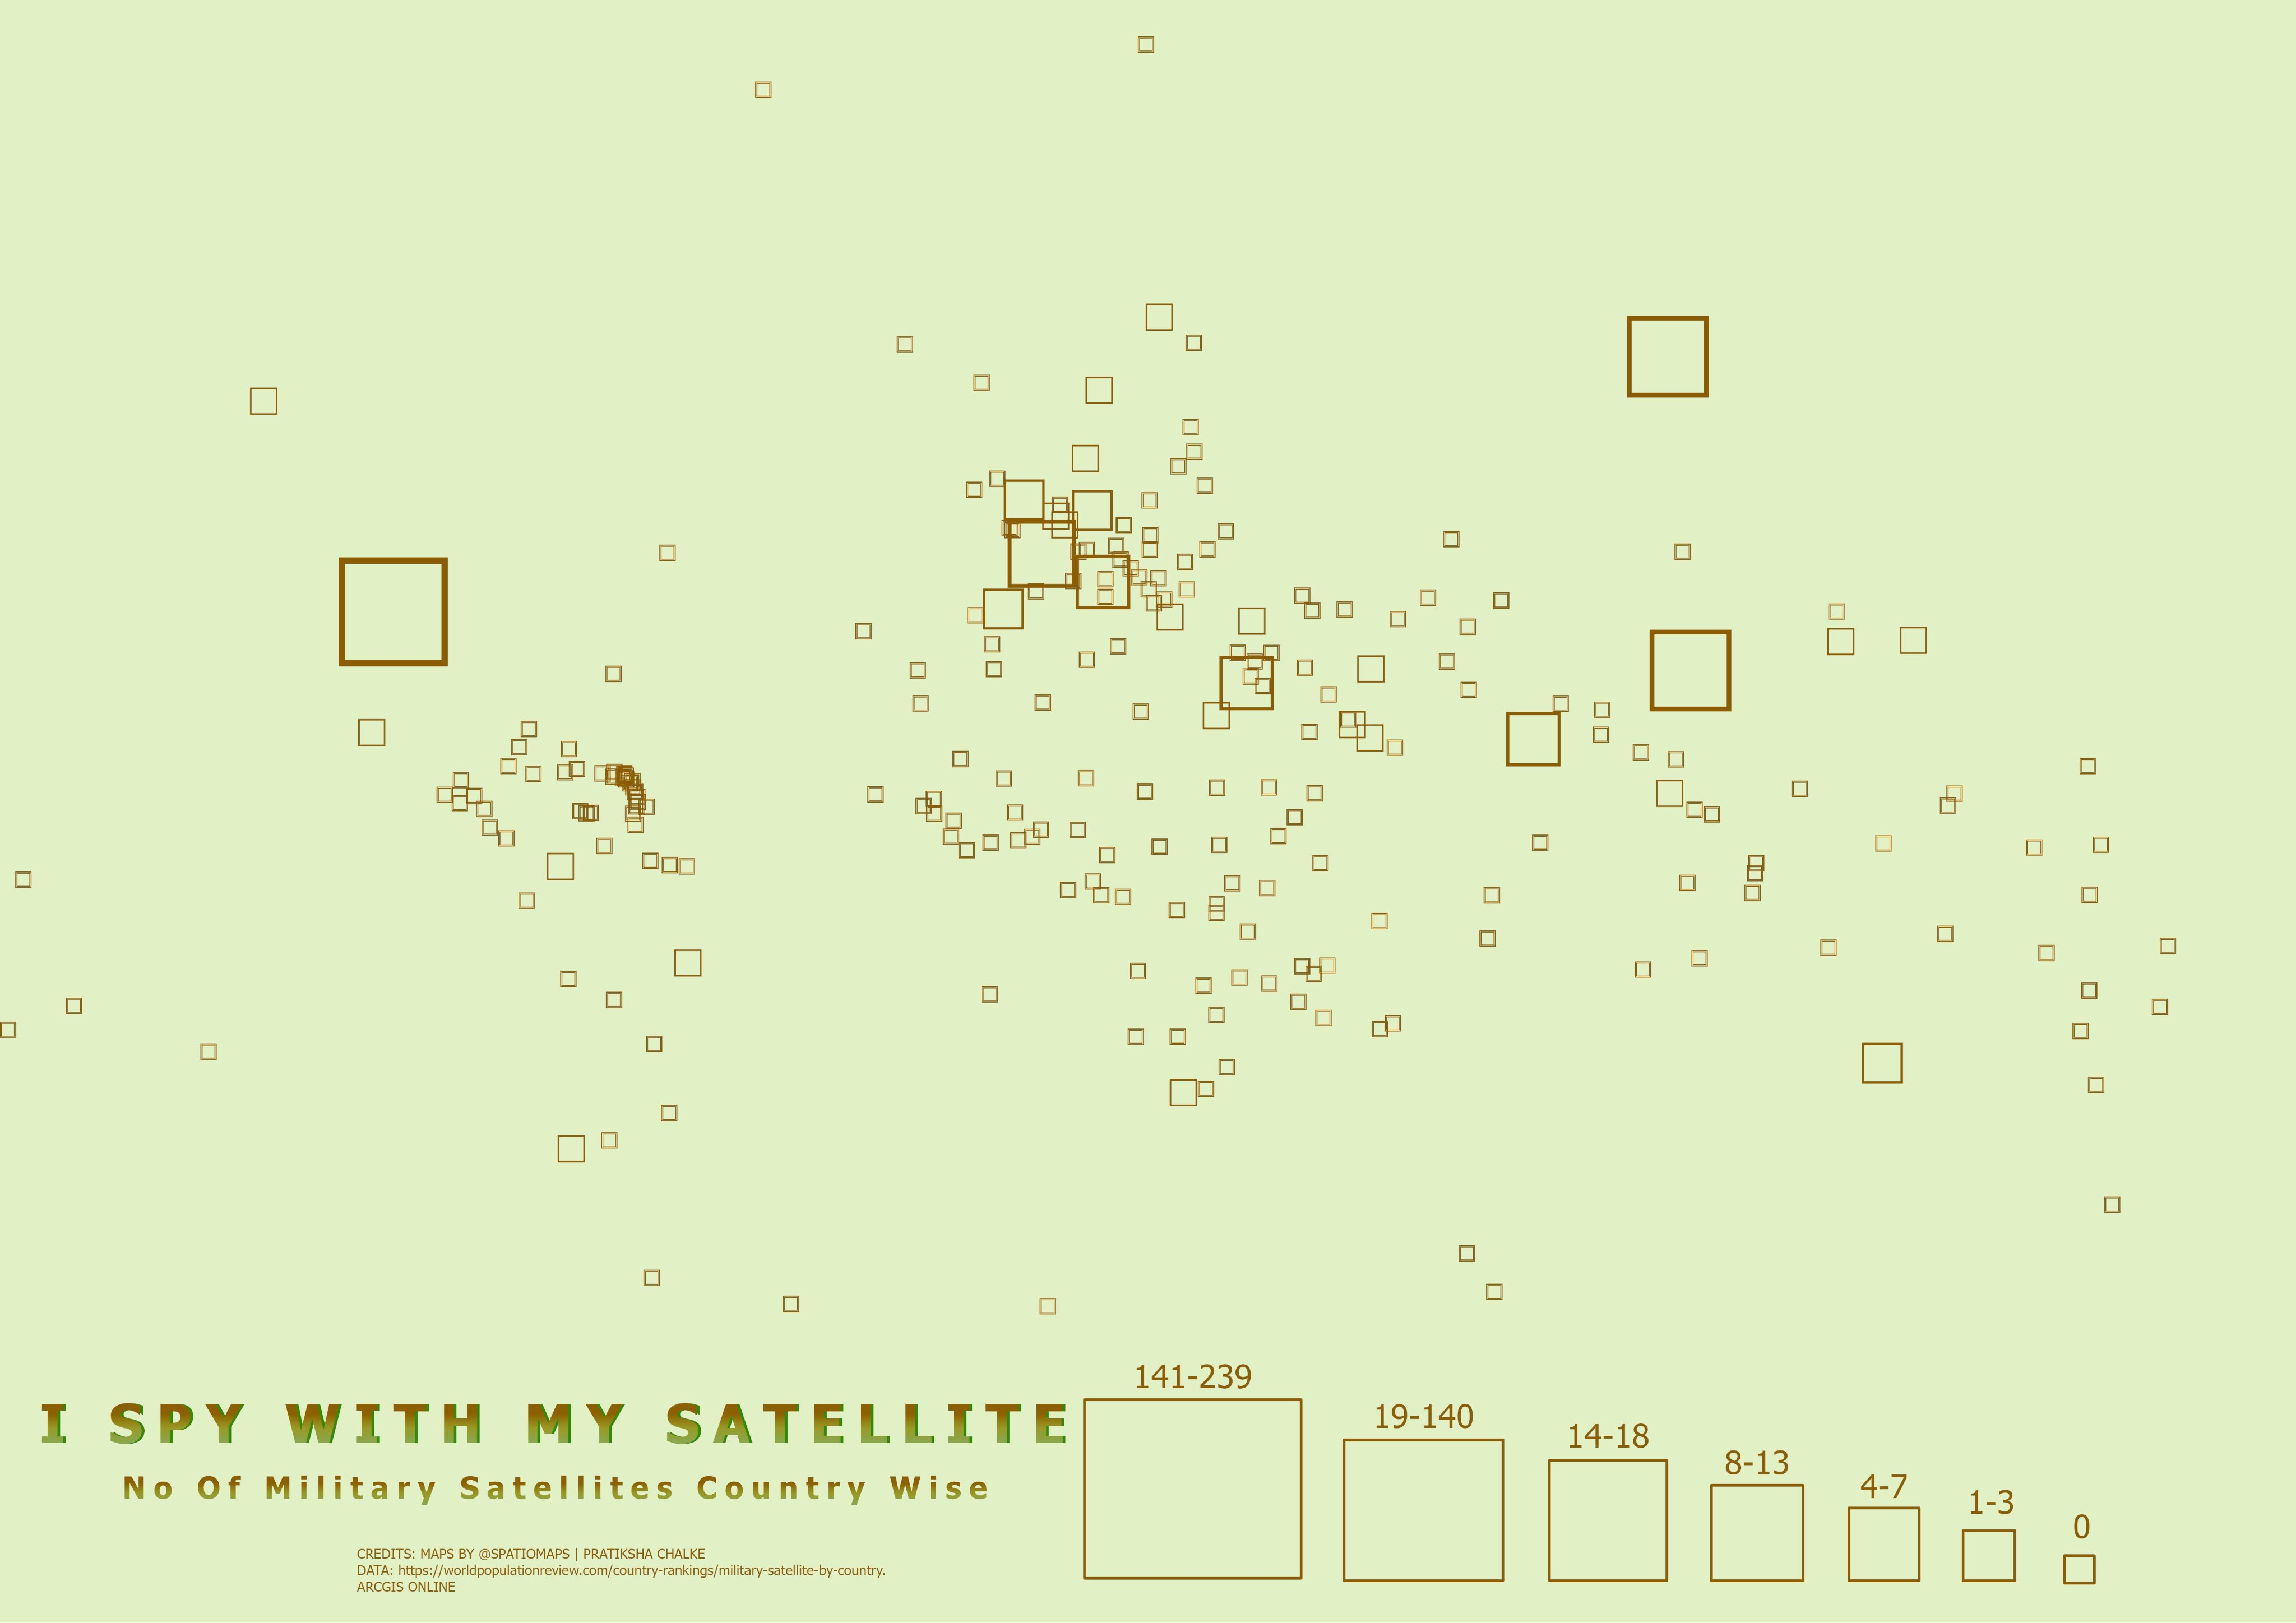 I SPY WITH MY SATELLITE
No Of Military Satellites Country Wise
CREDITS: MAPS BY @SPATIOMAPS | PRATIKSHA CHALKE
DATA: https://worldpopulationreview.com/country-rankings/military-satellite-by-country.
ARCGIS ONLINE
141-239
19-140
14-18
8-13
4-7
1-3
0